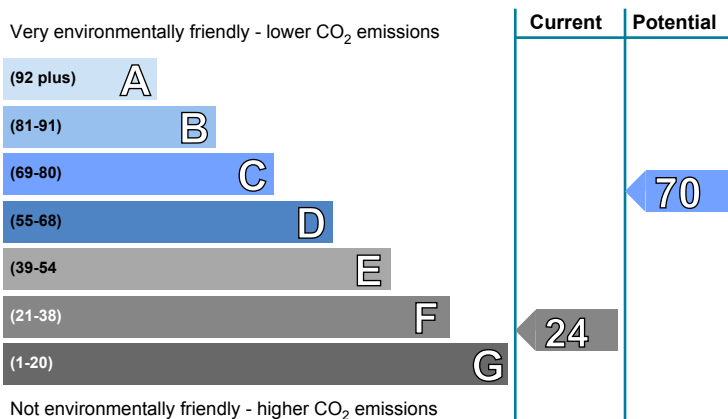 Current Potential
Very environmentally friendly - lower CO2 emissions
(92 plus) A
(81-91) B
(69-80) C
70
(55-68) D
(39-54 E
(21-38) F
24
(1-20) G
Not environmentally friendly - higher CO2 emissions